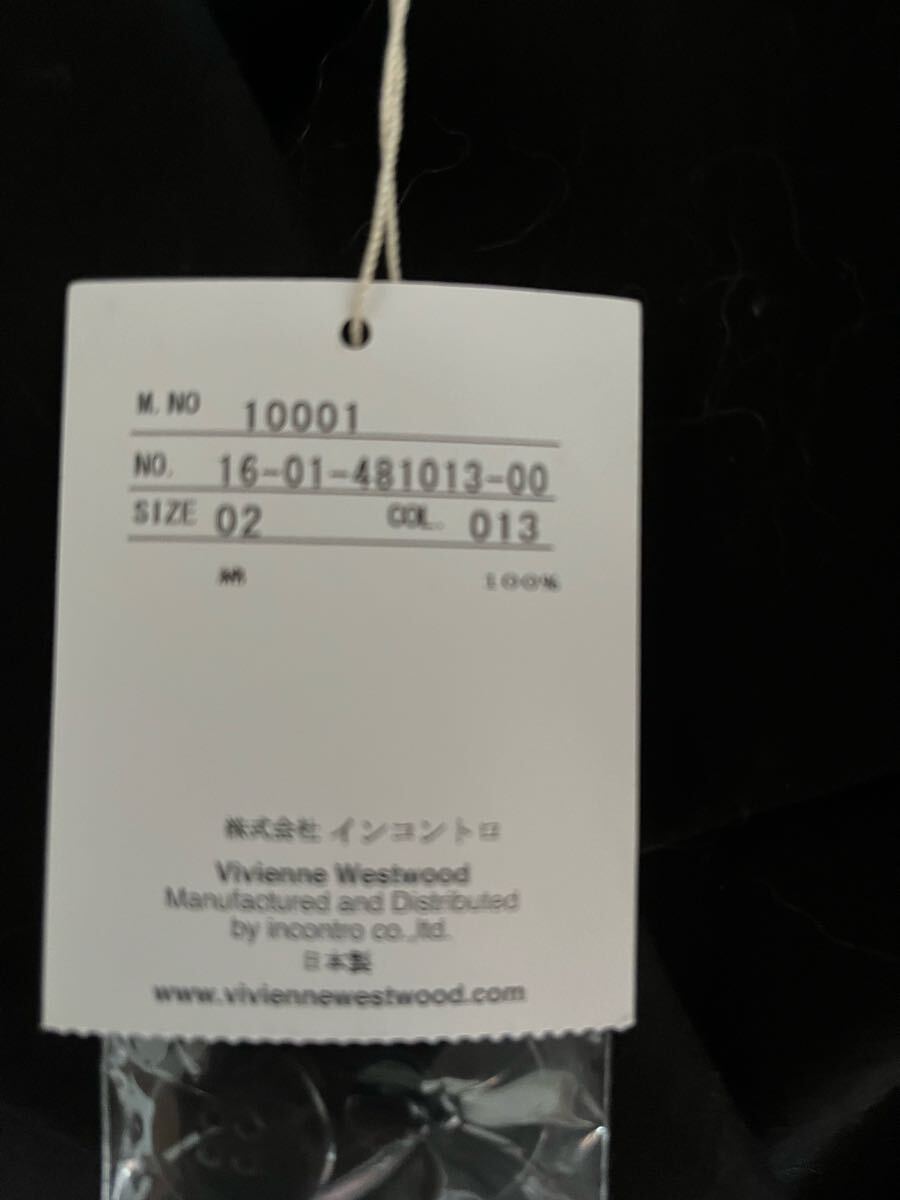 M.NO 10001
NO. 16-01-481013-00
SIZE 02 COL. 013
綿 100%
株式会社 インコントロ
Vivienne Westwood
Manufactured and Distributed
by incontro co.,ltd.
日本製
www.viviennewestwood.com